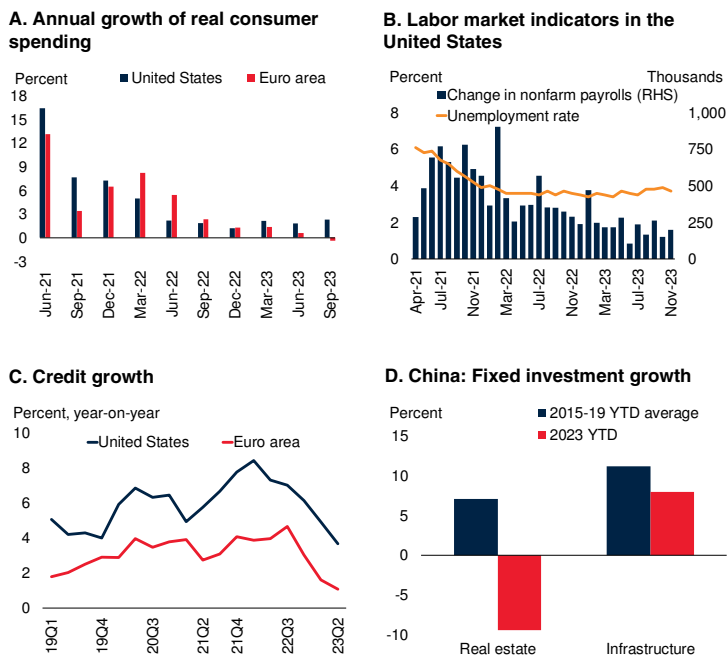 A. Annual growth of real consumer
spending
Percent
United States
Euro area
18
15
12
9
6
3
0
-3
Jun-21
Sep-21
Dec-21
Mar-22
Jun-22
Sep-22
Dec-22
Mar-23
Jun-23
Sep-23
B. Labor market indicators in the
United States
Percent
Thousands
Change in nonfarm payrolls (RHS)
Unemployment rate
8
6
4
2
0
1,000
750
500
250
0
Apr-21
Jul-21
Nov-21
Mar-22
Jul-22
Nov-22
Mar-23
Jul-23
Nov-23
C. Credit growth
Percent, year-on-year
United States
Euro area
10
8
6
4
2
0
19Q1
19Q4
20Q3
21Q2
21Q4
22Q3
23Q2
D. China: Fixed investment growth
Percent
2015-19 YTD average
2023 YTD
15
10
5
0
-5
-10
Real estate
Infrastructure